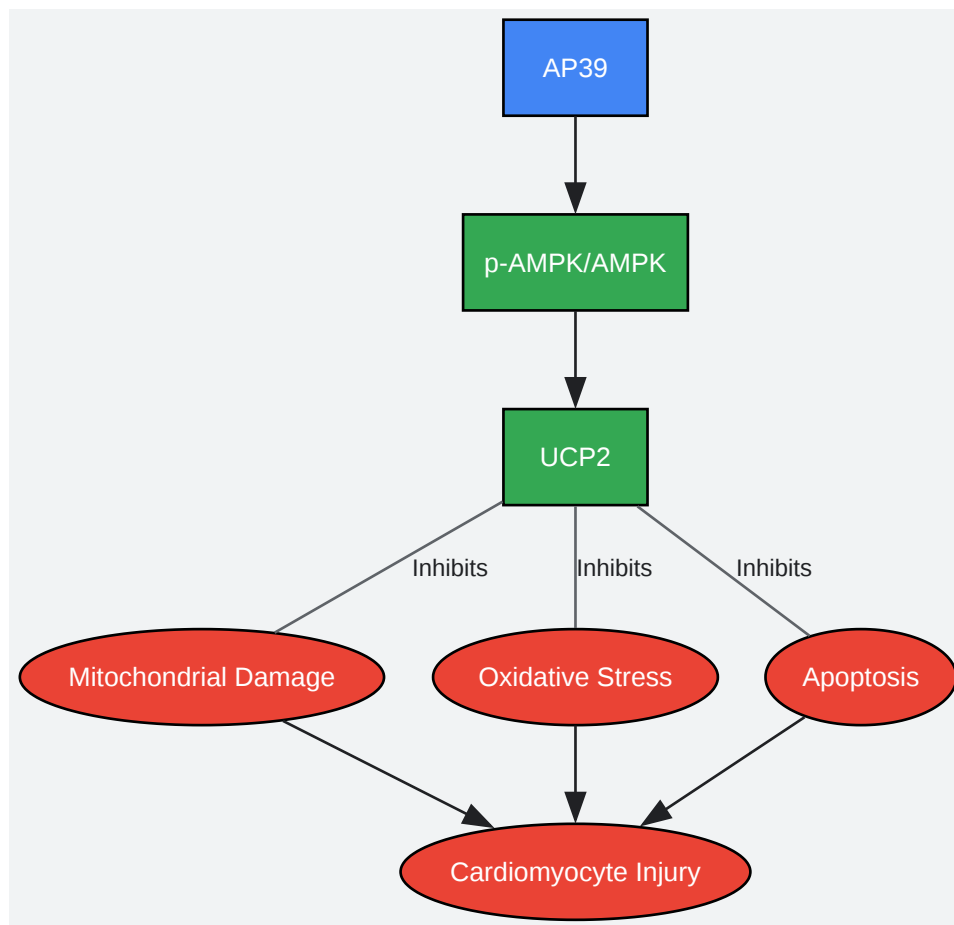 AP39
p-AMPK/AMPK
UCP2
Inhibits
Inhibits
Inhibits
Mitochondrial Damage
Oxidative Stress
Apoptosis
Cardiomyocyte Injury